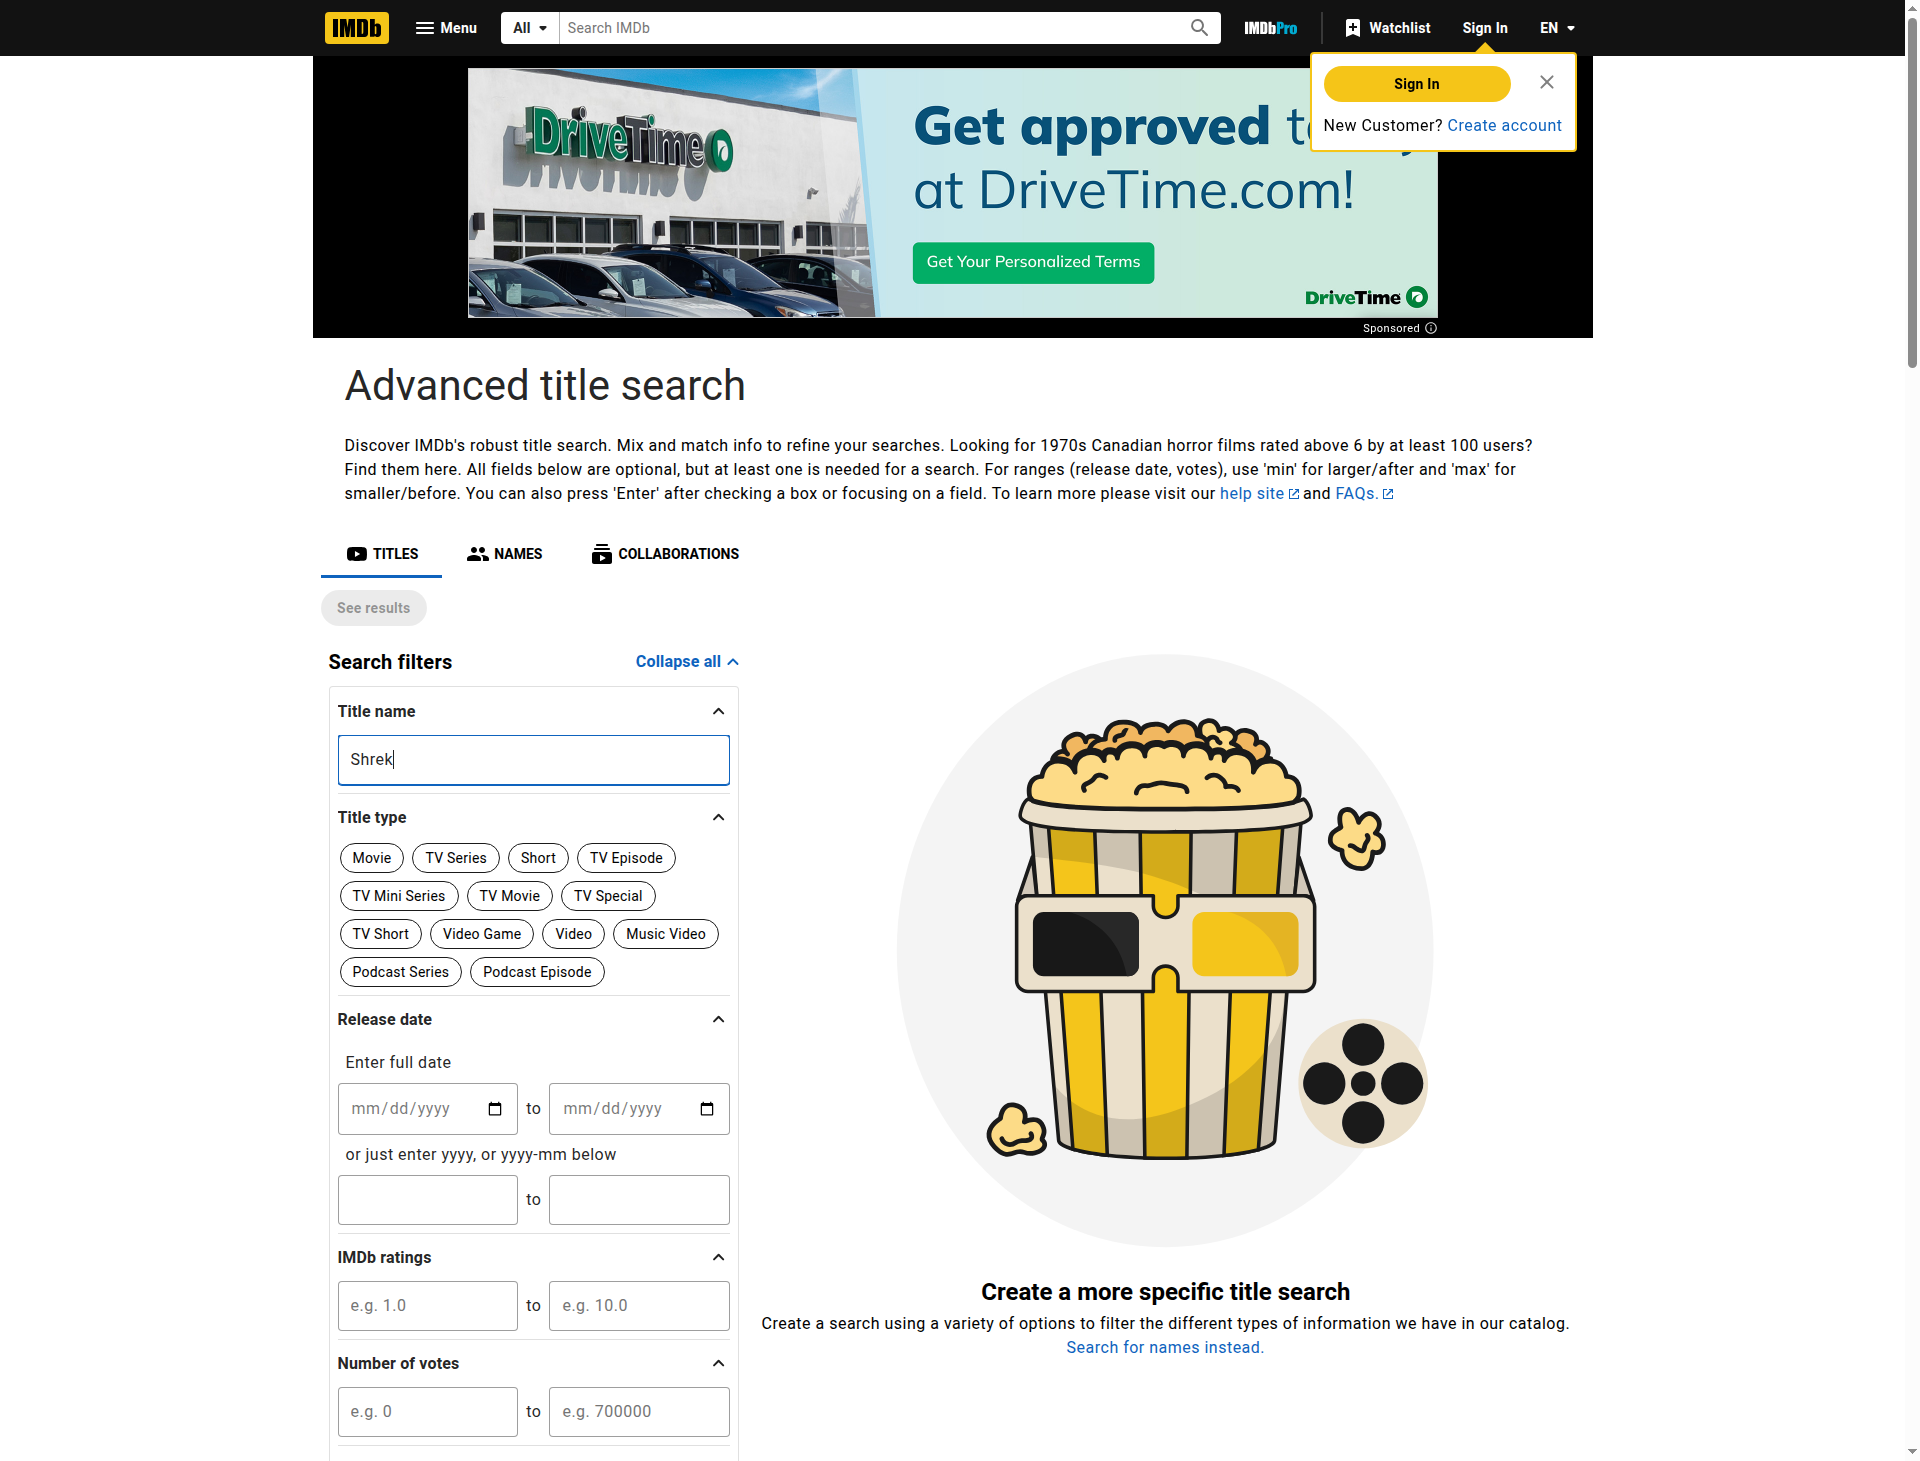 IMDb Menu All Search IMDb IMDbPro Watchlist Sign In EN
Sign In
New Customer? Create account
DriveTime
Get approved
at DriveTime.com!
Get Your Personalized Terms
DriveTime
Sponsored
Advanced title search
Discover IMDb's robust title search. Mix and match info to refine your searches. Looking for 1970s Canadian horror films rated above 6 by at least 100 users?
Find them here. All fields below are optional, but at least one is needed for a search. For ranges (release date, votes), use 'min' for larger/after and 'max' for
smaller/before. You can also press 'Enter' after checking a box or focusing on a field. To learn more please visit our help site and FAQs.
TITLES NAMES COLLABORATIONS
See results
Search filters Collapse all
Title name
Shrek
Title type
Movie TV Series Short TV Episode
TV Mini Series TV Movie TV Special
TV Short Video Game Video Music Video
Podcast Series Podcast Episode
Release date
Enter full date
mm/dd/yyyy to mm/dd/yyyy
or just enter yyyy, or yyyy-mm below
to
IMDb ratings
e.g. 1.0 to e.g. 10.0
Number of votes
e.g. 0 to e.g. 700000
Create a more specific title search
Create a search using a variety of options to filter the different types of information we have in our catalog.
Search for names instead.